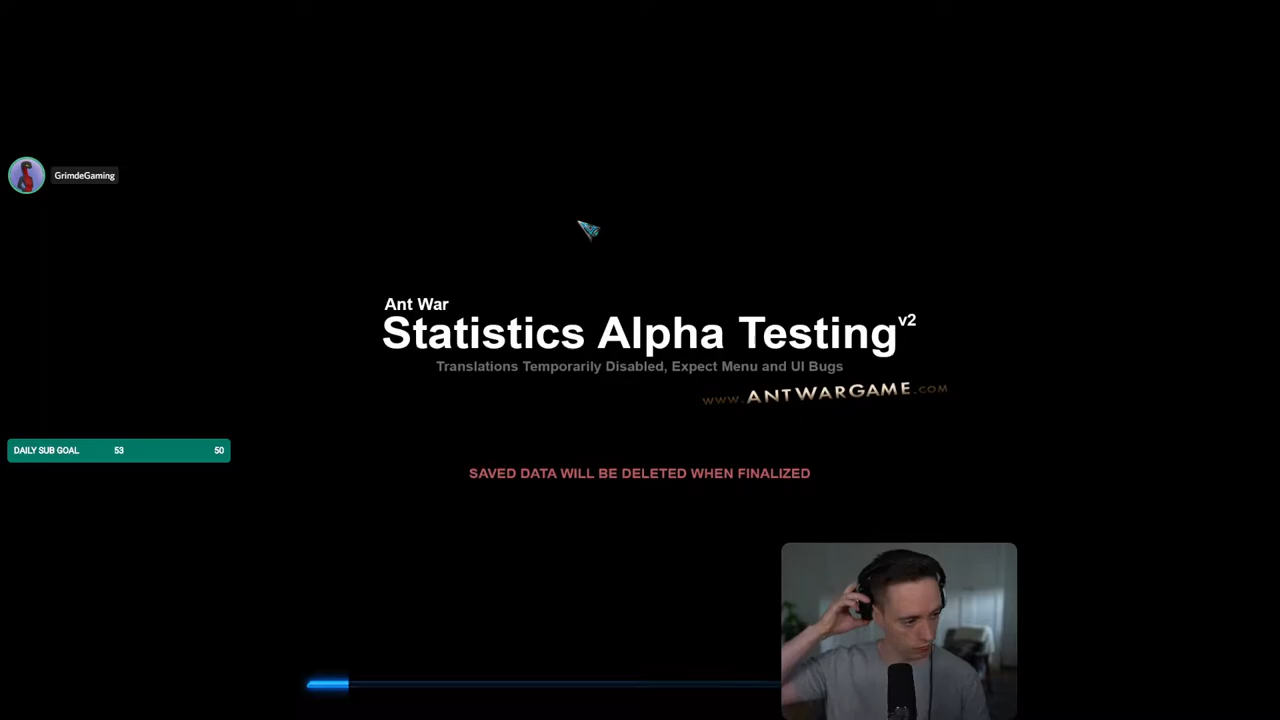 GrimdeGaming
Ant War
Statistics Alpha Testing v2
Translations Temporarily Disabled, Expect Menu and UI Bugs
WWW.ANTWARGAME.COM
DAILY SUB GOAL 53 50
SAVED DATA WILL BE DELETED WHEN FINALIZED